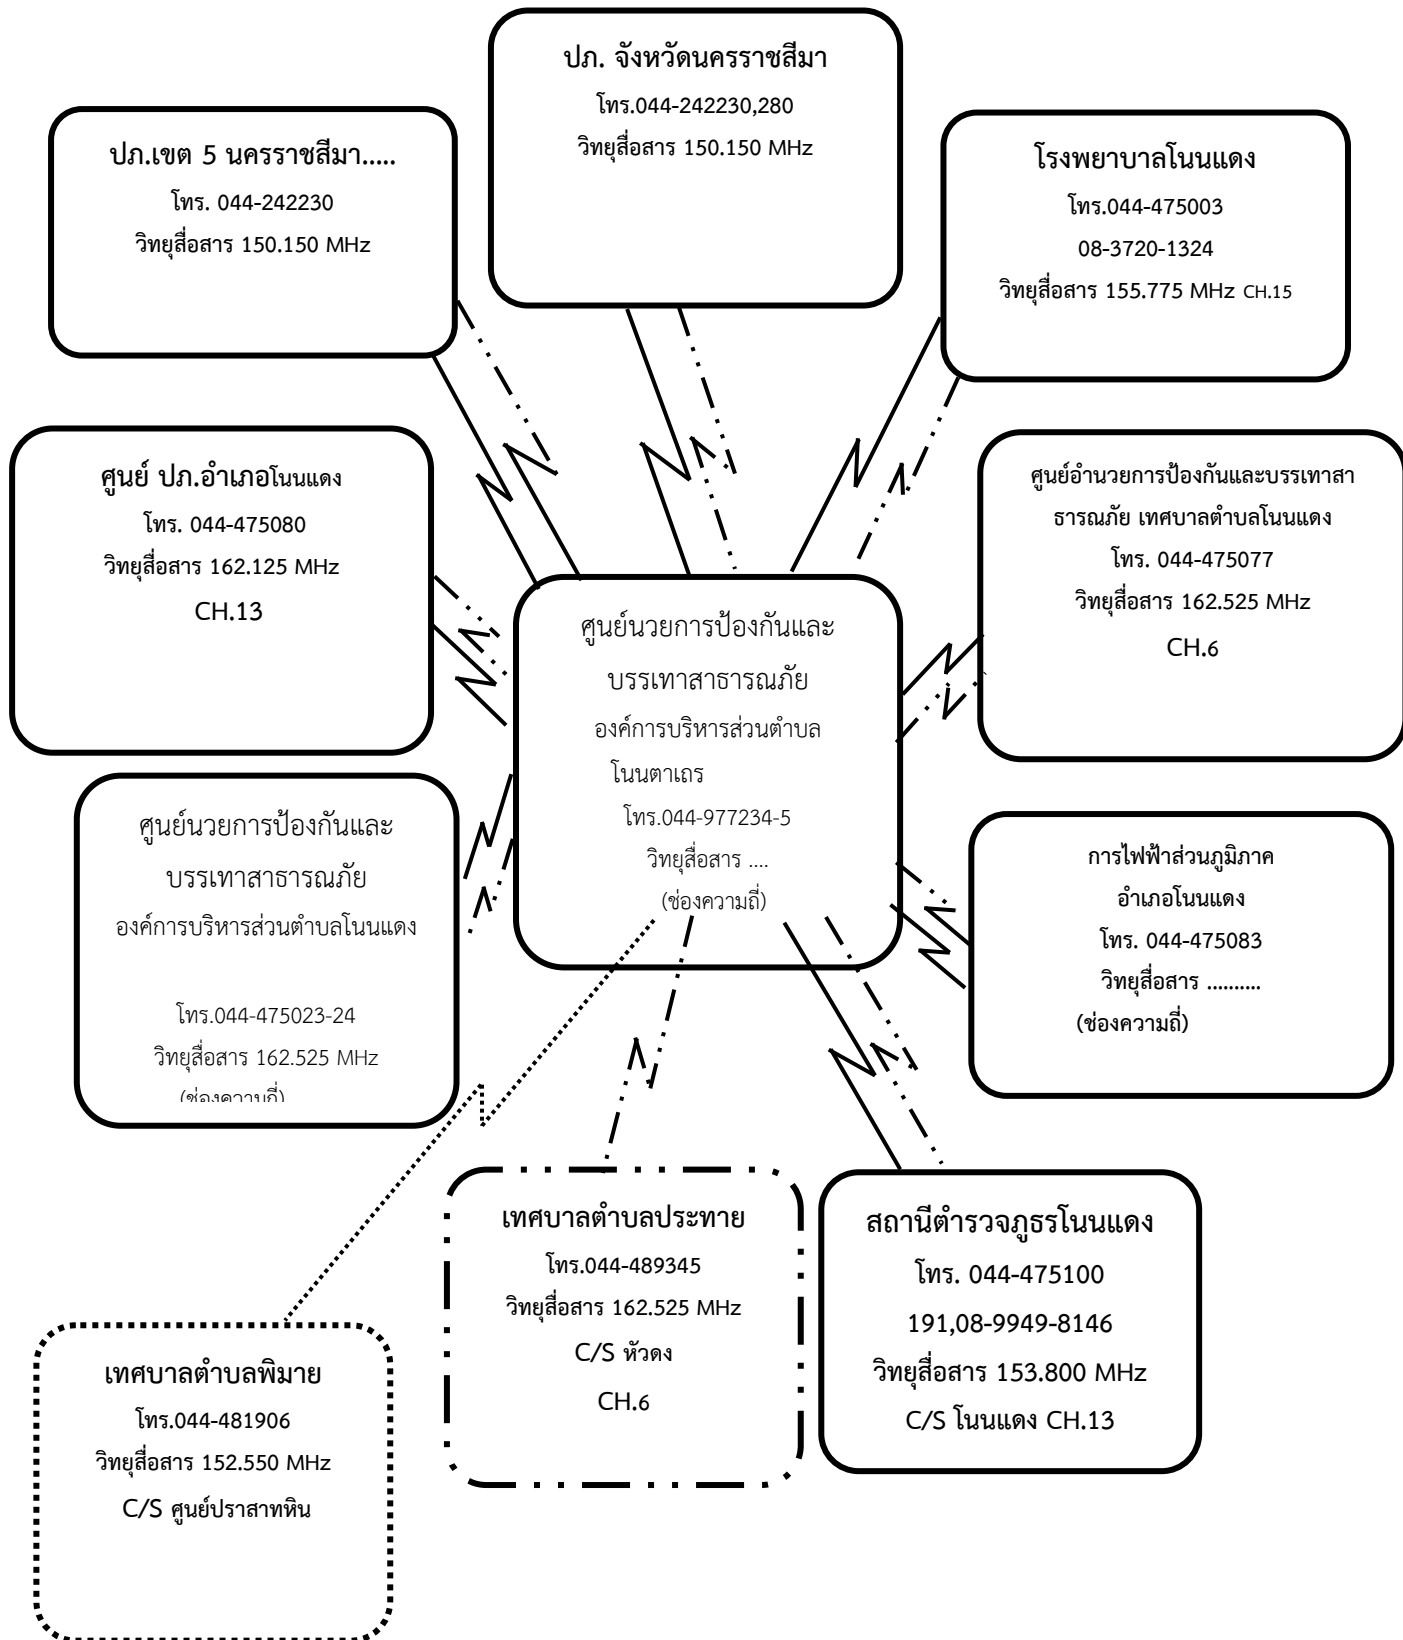 ปภ. จังหวัดนครราชสีมา
โทร.044-242230,280
วิทยุสื่อสาร 150.150 MHz
ปภ.เขต 5 นครราชสีมา.....
โทร. 044-242230
วิทยุสื่อสาร 150.150 MHz
โรงพยาบาลโนนแดง
โทร.044-475003
08-3720-1324
วิทยุสื่อสาร 155.775 MHz CH.15
ศูนย์ ปภ.อำเภอโนนแดง
โทร. 044-475080
วิทยุสื่อสาร 162.125 MHz
CH.13
ศูนย์อำนวยการป้องกันและบรรเทาสา
ธารณภัย เทศบาลตำบลโนนแดง
โทร. 044-475077
วิทยุสื่อสาร 162.525 MHz
CH.6
ศูนย์นวยการป้องกันและ
บรรเทาสาธารณภัย
องค์การบริหารส่วนตำบล
โนนตาเถร
โทร.044-977234-5
วิทยุสื่อสาร ....
(ช่องความถี่)
ศูนย์นวยการป้องกันและ
บรรเทาสาธารณภัย
องค์การบริหารส่วนตำบลโนนแดง
โทร.044-475023-24
วิทยุสื่อสาร 162.525 MHz
(ช่องความถี่)
การไฟฟ้าส่วนภูมิภาค
อำเภอโนนแดง
โทร. 044-475083
วิทยุสื่อสาร ..........
(ช่องความถี่)
เทศบาลตำบลประทาย
โทร.044-489345
วิทยุสื่อสาร 162.525 MHz
C/S หัวดง
CH.6
สถานีตำรวจภูธรโนนแดง
โทร. 044-475100
191,08-9949-8146
วิทยุสื่อสาร 153.800 MHz
C/S โนนแดง CH.13
เทศบาลตำบลพิมาย
โทร.044-481906
วิทยุสื่อสาร 152.550 MHz
C/S ศูนย์ปราสาทหิน